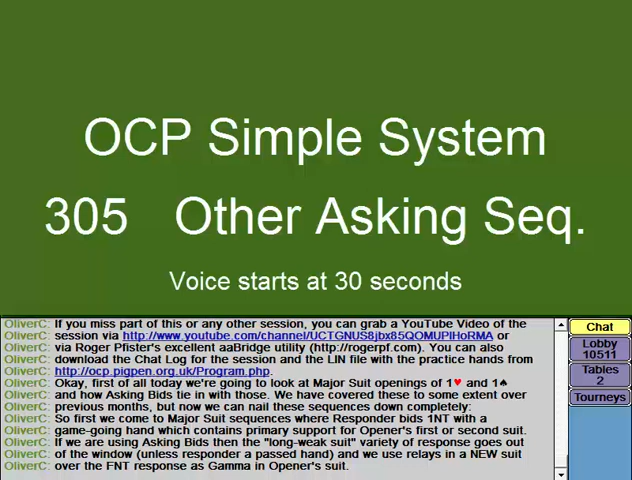 OCP Simple System
305 Other Asking Seq.
Voice starts at 30 seconds
OliverC: If you miss part of this or any other session, you can grab a YouTube Video of the
OliverC: session via http://www.youtube.com/channel/UCTGNUS8jbx85QOMUPlHoRMA or
OliverC: via Roger Pfister's excellent aaBridge utility (http://rogerpf.com). You can also
OliverC: download the Chat Log for the session and the LIN file with the practice hands from
OliverC: http://ocp.pigpen.org.uk/Program.php.
OliverC: Okay, first of all today we're going to look at Major Suit openings of 1♥ and 1♠
OliverC: and how Asking Bids tie in with those. We have covered these to some extent over
OliverC: previous months, but now we can nail these sequences down completely:
OliverC: So first we come to Major Suit sequences where Responder bids 1NT with a
OliverC: game-going hand which contains primary support for Opener's first or second suit.
OliverC: If we are using Asking Bids then the "long-weak suit" variety of response goes out
OliverC: of the window (unless responder a passed hand) and we use relays in a NEW suit
OliverC: over the FNT response as Gamma in Opener's suit.
Chat
Lobby
10511
Tables
2
Tourneys